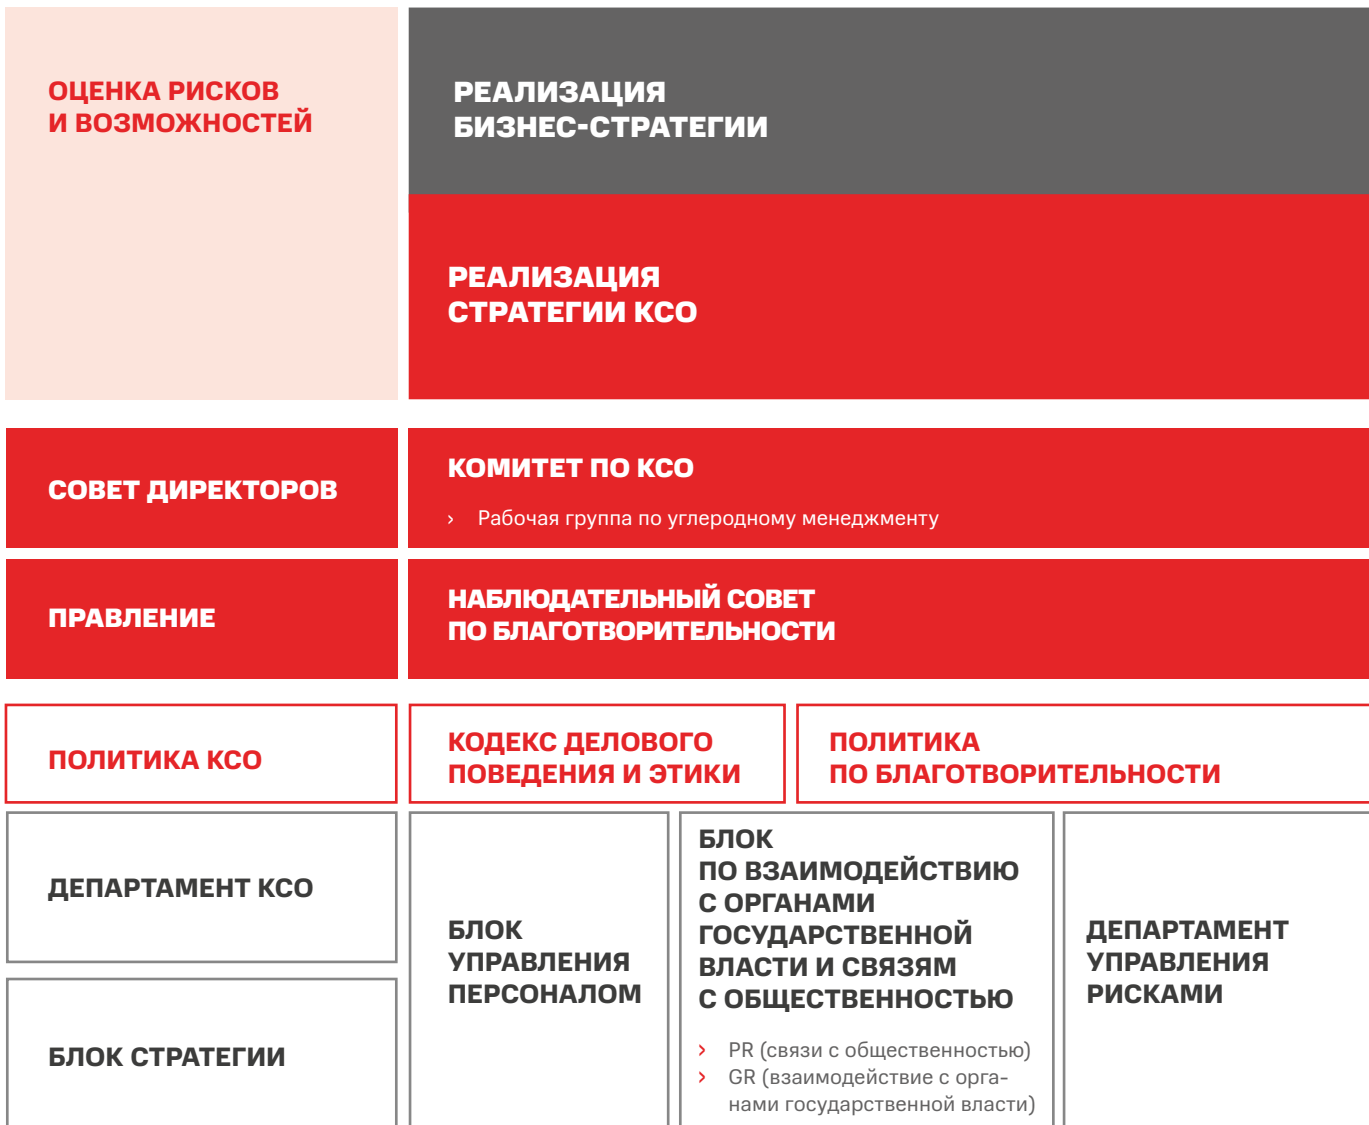 ОЦЕНКА РИСКОВ
И ВОЗМОЖНОСТЕЙ
РЕАЛИЗАЦИЯ
БИЗНЕС-СТРАТЕГИИ
РЕАЛИЗАЦИЯ
СТРАТЕГИИ КСО
СОВЕТ ДИРЕКТОРОВ
КОМИТЕТ ПО КСО
› Рабочая группа по углеродному менеджменту
ПРАВЛЕНИЕ
НАБЛЮДАТЕЛЬНЫЙ СОВЕТ
ПО БЛАГОТВОРИТЕЛЬНОСТИ
ПОЛИТИКА КСО
КОДЕКС ДЕЛОВОГО
ПОВЕДЕНИЯ И ЭТИКИ
ПОЛИТИКА
ПО БЛАГОТВОРИТЕЛЬНОСТИ
ДЕПАРТАМЕНТ КСО
БЛОК СТРАТЕГИИ
БЛОК
УПРАВЛЕНИЯ
ПЕРСОНАЛОМ
БЛОК
ПО ВЗАИМОДЕЙСТВИЮ
С ОРГАНАМИ
ГОСУДАРСТВЕННОЙ
ВЛАСТИ И СВЯЗЯМ
С ОБЩЕСТВЕННОСТЬЮ
› PR (связи с общественностью)
› GR (взаимодействие с орга-
нами государственной власти)
ДЕПАРТАМЕНТ
УПРАВЛЕНИЯ
РИСКАМИ